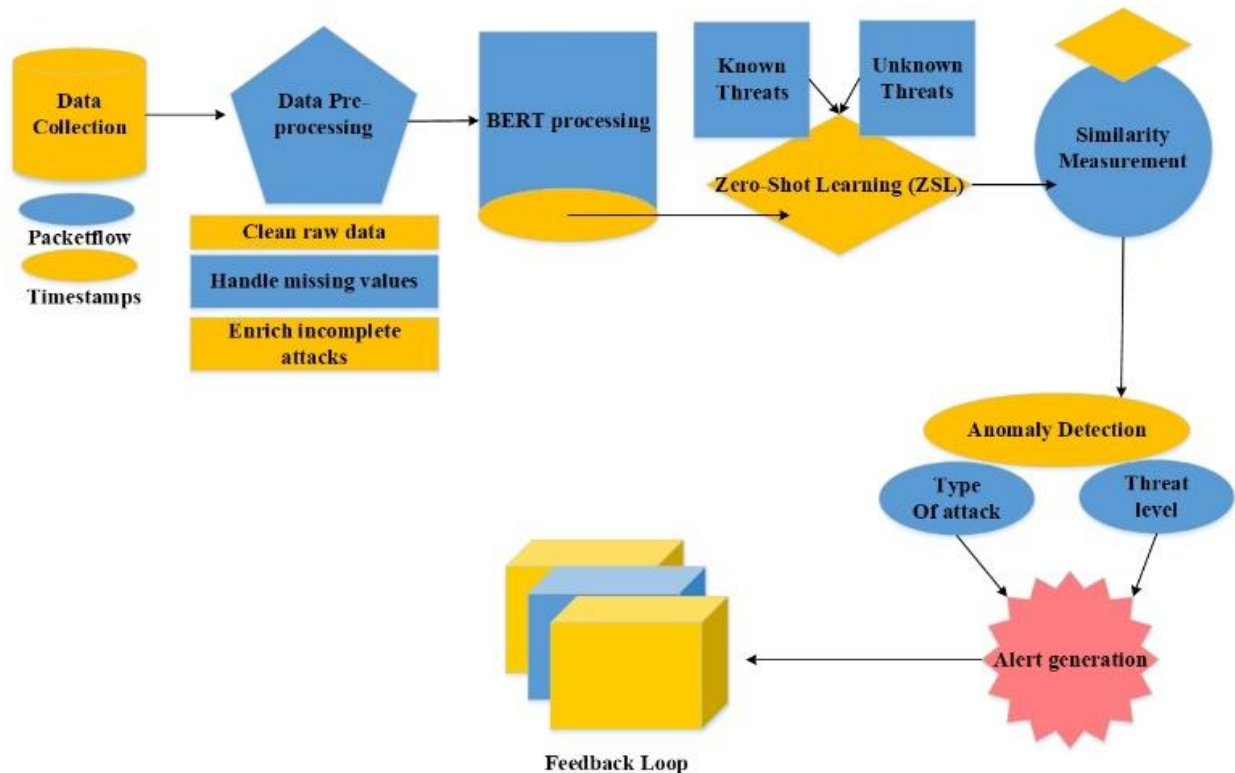 Data
Collection
Packetflow
Timestamps
Data Pre-
processing
Clean raw data
Handle missing values
Enrich incomplete
attacks
BERT processing
Known
Threats
Unknown
Threats
Zero-Shot Learning (ZSL)
Similarity
Measurement
Anomaly Detection
Type
Of attack
Threat
level
Alert generation
Feedback Loop